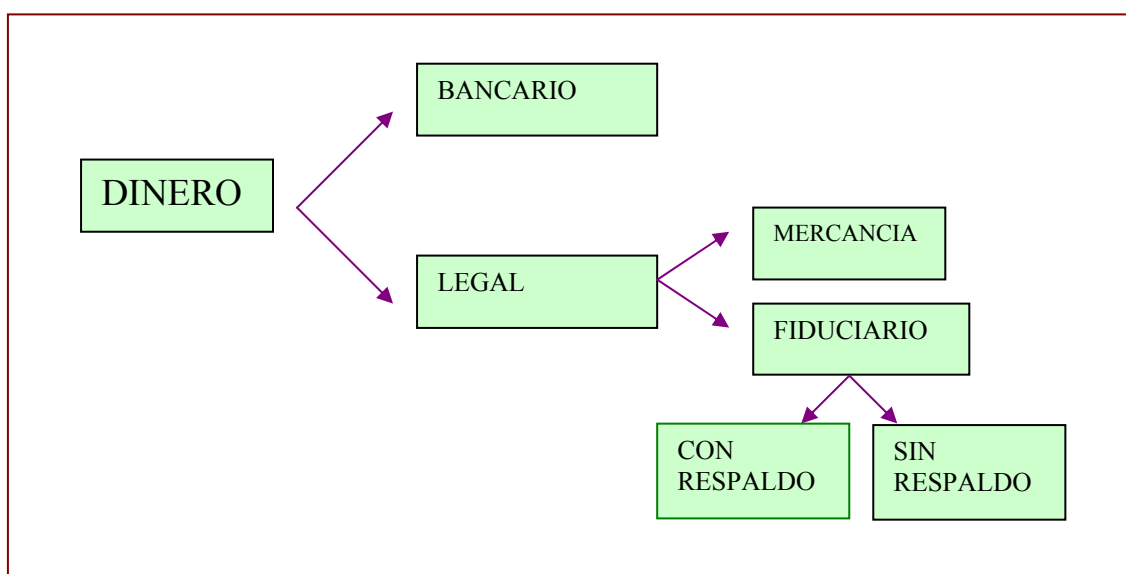 BANCARIO
DINERO
MERCANCIA
LEGAL
FIDUCIARIO
CON
RESPALDO
SIN
RESPALDO